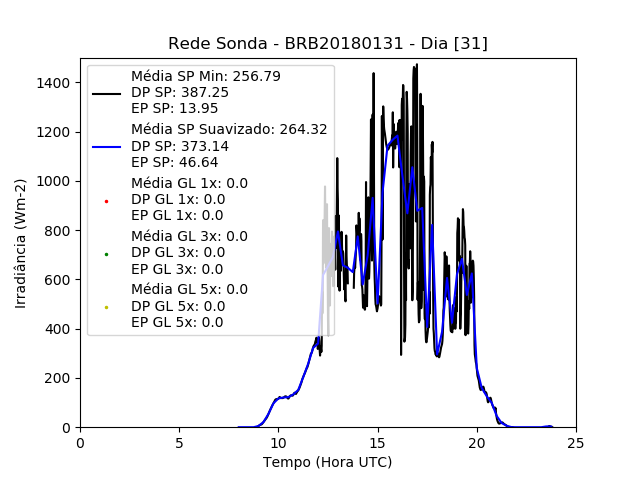 Rede Sonda - BRB20180131 - Dia [31]
Média SP Min: 256.79
DP SP: 387.25
EP SP: 13.95
Média SP Suavizado: 264.32
DP SP: 373.14
EP SP: 46.64
Média GL 1x: 0.0
DP GL 1x: 0.0
EP GL 1x: 0.0
Média GL 3x: 0.0
DP GL 3x: 0.0
EP GL 3x: 0.0
Média GL 5x: 0.0
DP GL 5x: 0.0
EP GL 5x: 0.0
Irradiância (Wm-2)
1400
1200
1000
800
600
400
200
0
0 5 10 15 20 25
Tempo (Hora UTC)